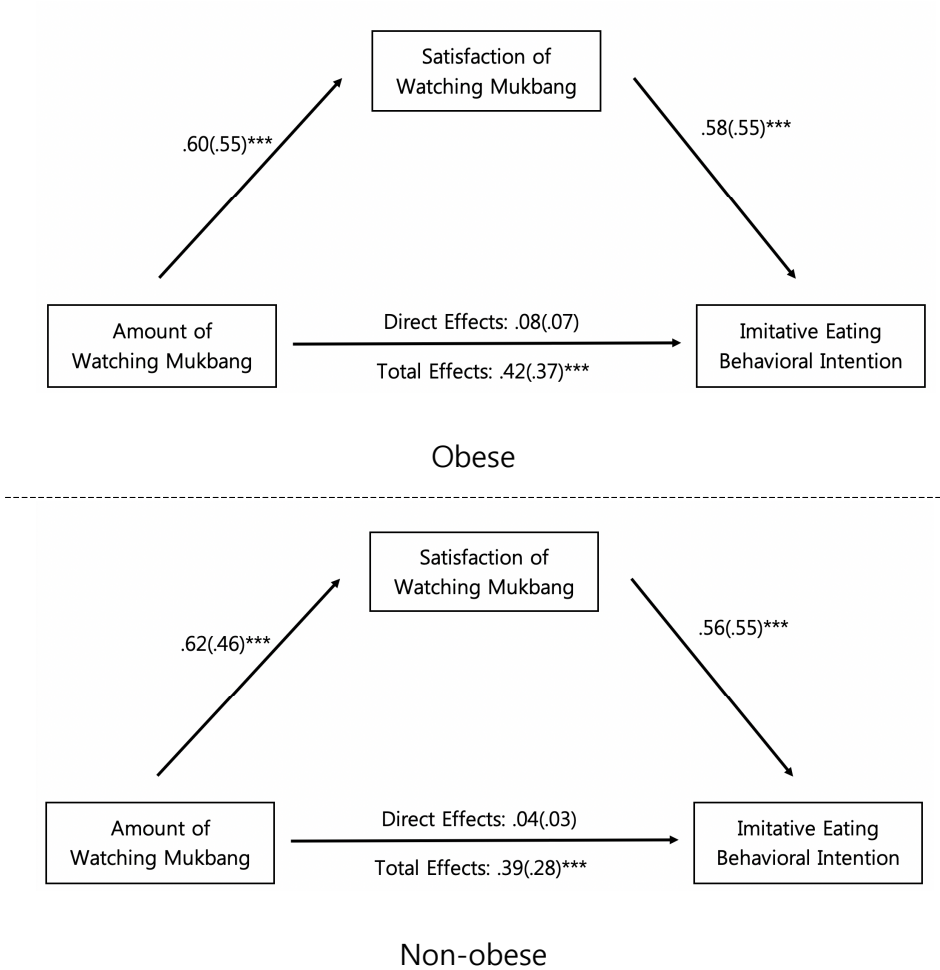 Satisfaction of
Watching Mukbang
.60(.55)***
.58(.55)***
Amount of
Watching Mukbang
Direct Effects: .08(.07)
Total Effects: .42(.37)***
Imitative Eating
Behavioral Intention
Obese
Satisfaction of
Watching Mukbang
.62(.46)***
.56(.55)***
Amount of
Watching Mukbang
Direct Effects: .04(.03)
Total Effects: .39(.28)***
Imitative Eating
Behavioral Intention
Non-obese